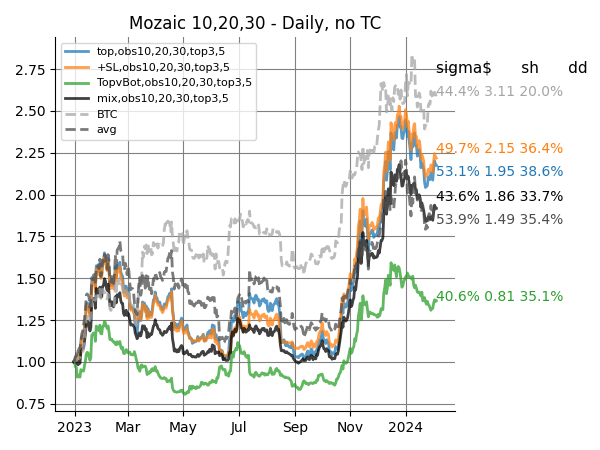 Mozaic 10,20,30 - Daily, no TC
top,obs10,20,30,top3,5
+SL,obs10,20,30,top3,5
TopvBot,obs10,20,30,top3,5
mix,obs10,20,30,top3,5
BTC
avg
sigma$ sh dd
44.4% 3.11 20.0%
49.7% 2.15 36.4%
53.1% 1.95 38.6%
43.6% 1.86 33.7%
53.9% 1.49 35.4%
40.6% 0.81 35.1%
2.75
2.50
2.25
2.00
1.75
1.50
1.25
1.00
0.75
2023 Mar May Jul Sep Nov 2024